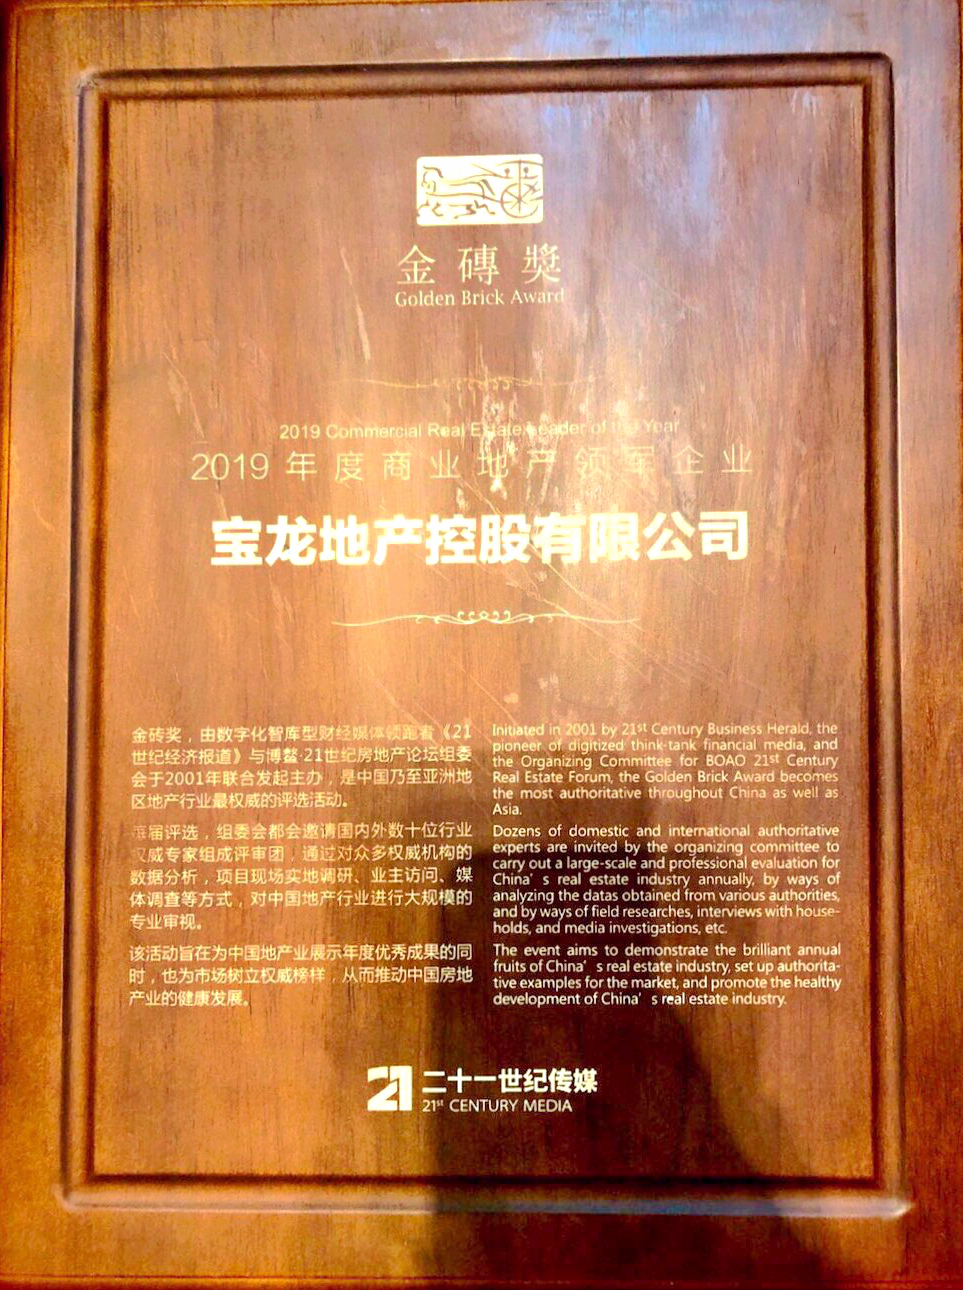 金磚獎
Golden Brick Award
2019 Commercial Real Estate Leader of the Year
2019年度商业地产领军企业
宝龙地产控股有限公司
金砖奖，由数字化智库型财经媒体领跑者《21
世纪经济报道》与博鳌·21世纪房地产论坛组委
会于2001年联合发起主办，是中国乃至亚洲地
区地产行业最权威的评选活动。
每届评选，组委会都会邀请国内外数十位行业
权威专家组成评审团，通过对众多权威机构的
数据分析，项目现场实地调研、业主访问、媒
体调查等方式，对中国地产行业进行大规模的
专业审视。
该活动旨在为中国地产业展示年度优秀成果的同
时，也为市场树立权威榜样，从而推动中国房地
产业的健康发展。
Initiated in 2001 by 21st Century Business Herald, the
pioneer of digitized think-tank financial media, and
the Organizing Committee for BOAO 21st Century
Real Estate Forum, the Golden Brick Award becomes
the most authoritative throughout China as well as
Asia.
Dozens of domestic and international authoritative
experts are invited by the organizing committee to
carry out a large-scale and professional evaluation for
China's real estate industry annually, by ways of
analyzing the datas obtained from various authorities,
and by ways of field researches, interviews with house-
holds, and media investigations, etc.
The event aims to demonstrate the brilliant annual
fruits of China's real estate industry, set up authorita-
tive examples for the market, and promote the healthy
development of China's real estate industry.
21 二十一世纪传媒
21st CENTURY MEDIA